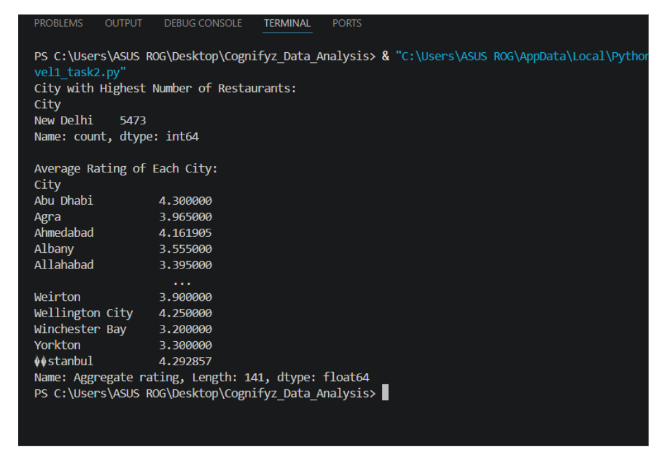 PROBLEMS OUTPUT DEBUG CONSOLE TERMINAL PORTS
PS C:\Users\ASUS ROG\Desktop\Cognifyz_Data_Analysis> & "C:\Users\ASUS ROG\AppData\Local\Python
vel1_task2.py"
City with Highest Number of Restaurants:
City
New Delhi    5473
Name: count, dtype: int64
Average Rating of Each City:
City
Abu Dhabi          4.300000
Agra               3.965000
Ahmedabad          4.161905
Albany             3.555000
Allahabad          3.395000
                     ...
Weirton            3.900000
Wellington City    4.250000
Winchester Bay     3.200000
Yorkton            3.300000
��stanbul          4.292857
Name: Aggregate rating, Length: 141, dtype: float64
PS C:\Users\ASUS ROG\Desktop\Cognifyz_Data_Analysis>